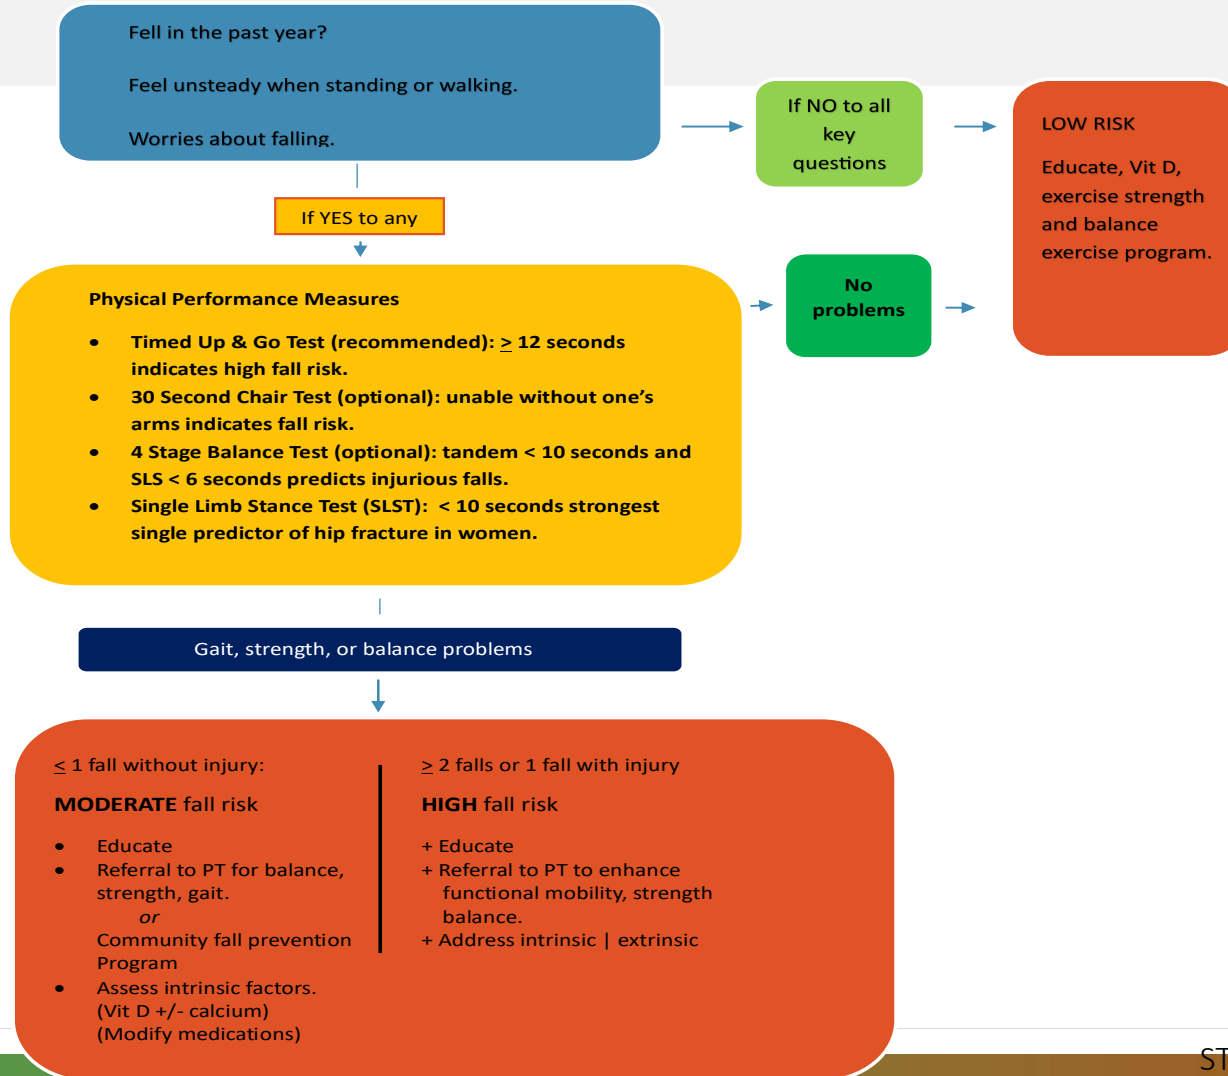 Fell in the past year?
Feel unsteady when standing or walking.
Worries about falling.
If NO to all
key
questions
LOW RISK
Educate, Vit D,
exercise strength
and balance
exercise program.
If YES to any
Physical Performance Measures
• Timed Up & Go Test (recommended): ≥ 12 seconds
indicates high fall risk.
• 30 Second Chair Test (optional): unable without one’s
arms indicates fall risk.
• 4 Stage Balance Test (optional): tandem < 10 seconds and
SLS < 6 seconds predicts injurious falls.
• Single Limb Stance Test (SLST): < 10 seconds strongest
single predictor of hip fracture in women.
No
problems
Gait, strength, or balance problems
≤ 1 fall without injury:
MODERATE fall risk
• Educate
• Referral to PT for balance,
strength, gait.
or
Community fall prevention
Program
• Assess intrinsic factors.
(Vit D +/- calcium)
(Modify medications)
≥ 2 falls or 1 fall with injury
HIGH fall risk
+ Educate
+ Referral to PT to enhance
functional mobility, strength
balance.
+ Address intrinsic | extrinsic
ST